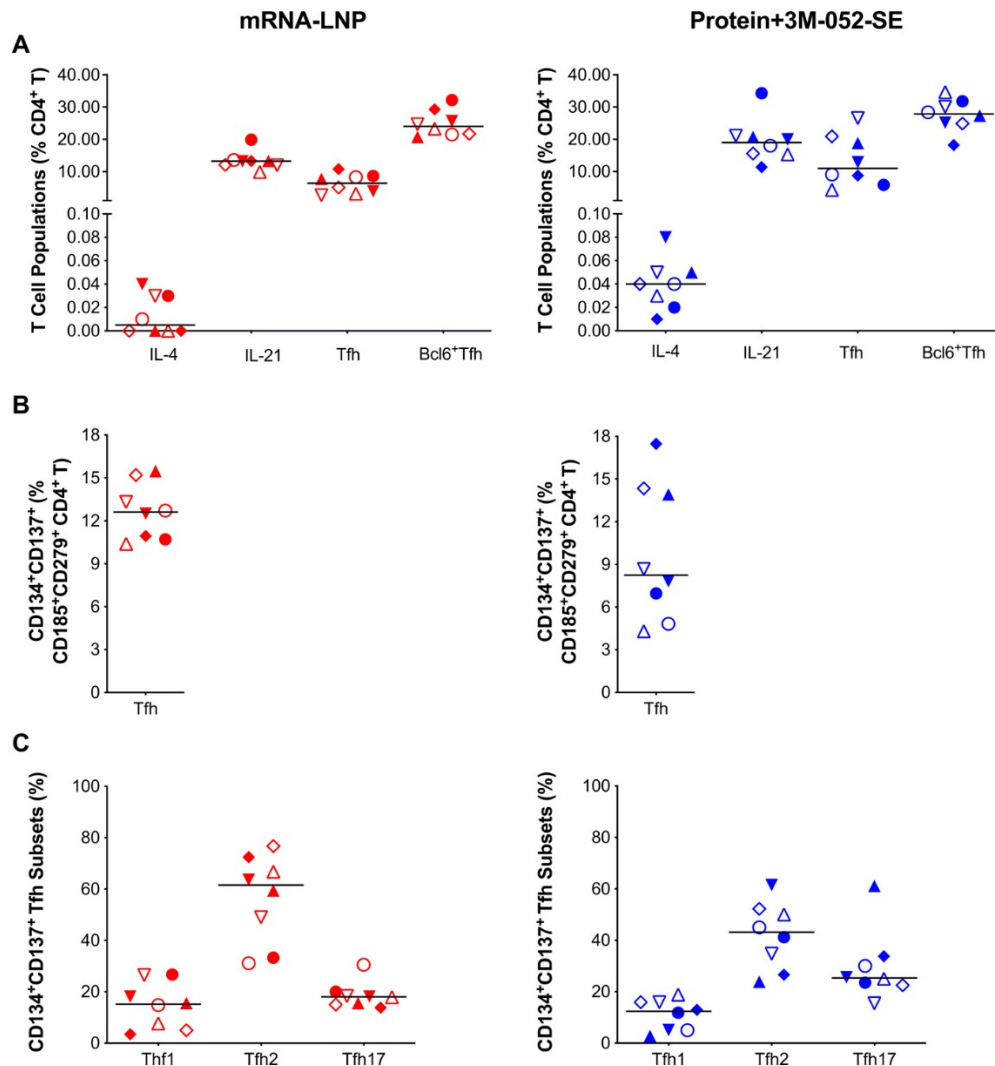 mRNA-LNP
Protein+3M-052-SE
A
T Cell Populations (% CD4⁺ T)
40.00
30.00
20.00
10.00
0.10
0.08
0.06
0.04
0.02
0.00
IL-4
IL-21
Tfh
Bcl6⁺Tfh
T Cell Populations (% CD4⁺ T)
40.00
30.00
20.00
10.00
0.10
0.08
0.06
0.04
0.02
0.00
IL-4
IL-21
Tfh
Bcl6⁺Tfh
B
CD134⁺CD137⁺ (%
CD185⁺CD279⁺ CD4⁺ T)
18
15
12
9
6
3
0
Tfh
CD134⁺CD137⁺ (%
CD185⁺CD279⁺ CD4⁺ T)
18
15
12
9
6
3
0
Tfh
C
CD134⁺CD137⁺ Tfh Subsets (%)
100
80
60
40
20
0
Thf1
Tfh2
Tfh17
CD134⁺CD137⁺ Tfh Subsets (%)
100
80
60
40
20
0
Tfh1
Tfh2
Tfh17